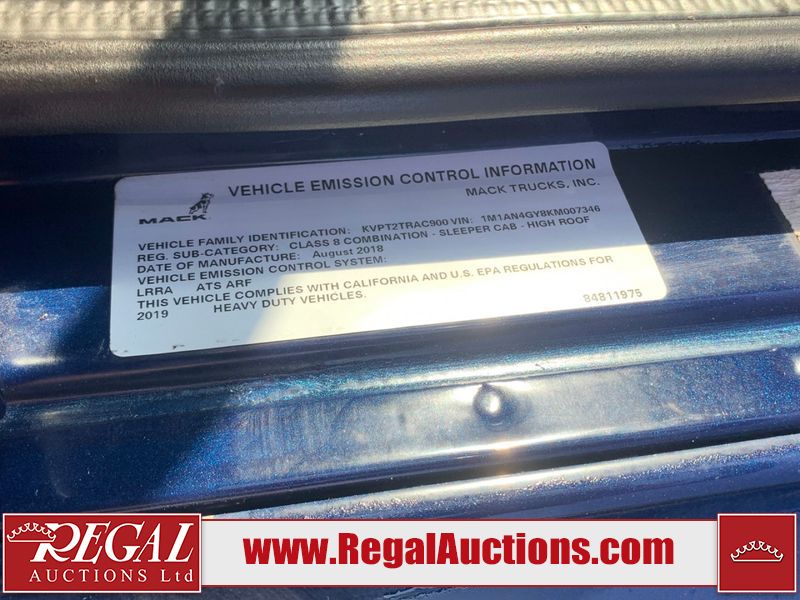 VEHICLE EMISSION CONTROL INFORMATION
MACK
MACK TRUCKS, INC.
VEHICLE FAMILY IDENTIFICATION: KVPT2TRAC900 VIN: 1M1AN4GY8KM007346
REG. SUB-CATEGORY: CLASS 8 COMBINATION - SLEEPER CAB - HIGH ROOF
DATE OF MANUFACTURE: August 2018
VEHICLE EMISSION CONTROL SYSTEM:
LRRA ATS ARF
THIS VEHICLE COMPLIES WITH CALIFORNIA AND U.S. EPA REGULATIONS FOR
2019 HEAVY DUTY VEHICLES.
84811975
REGAL
AUCTIONS Ltd
www.RegalAuctions.com